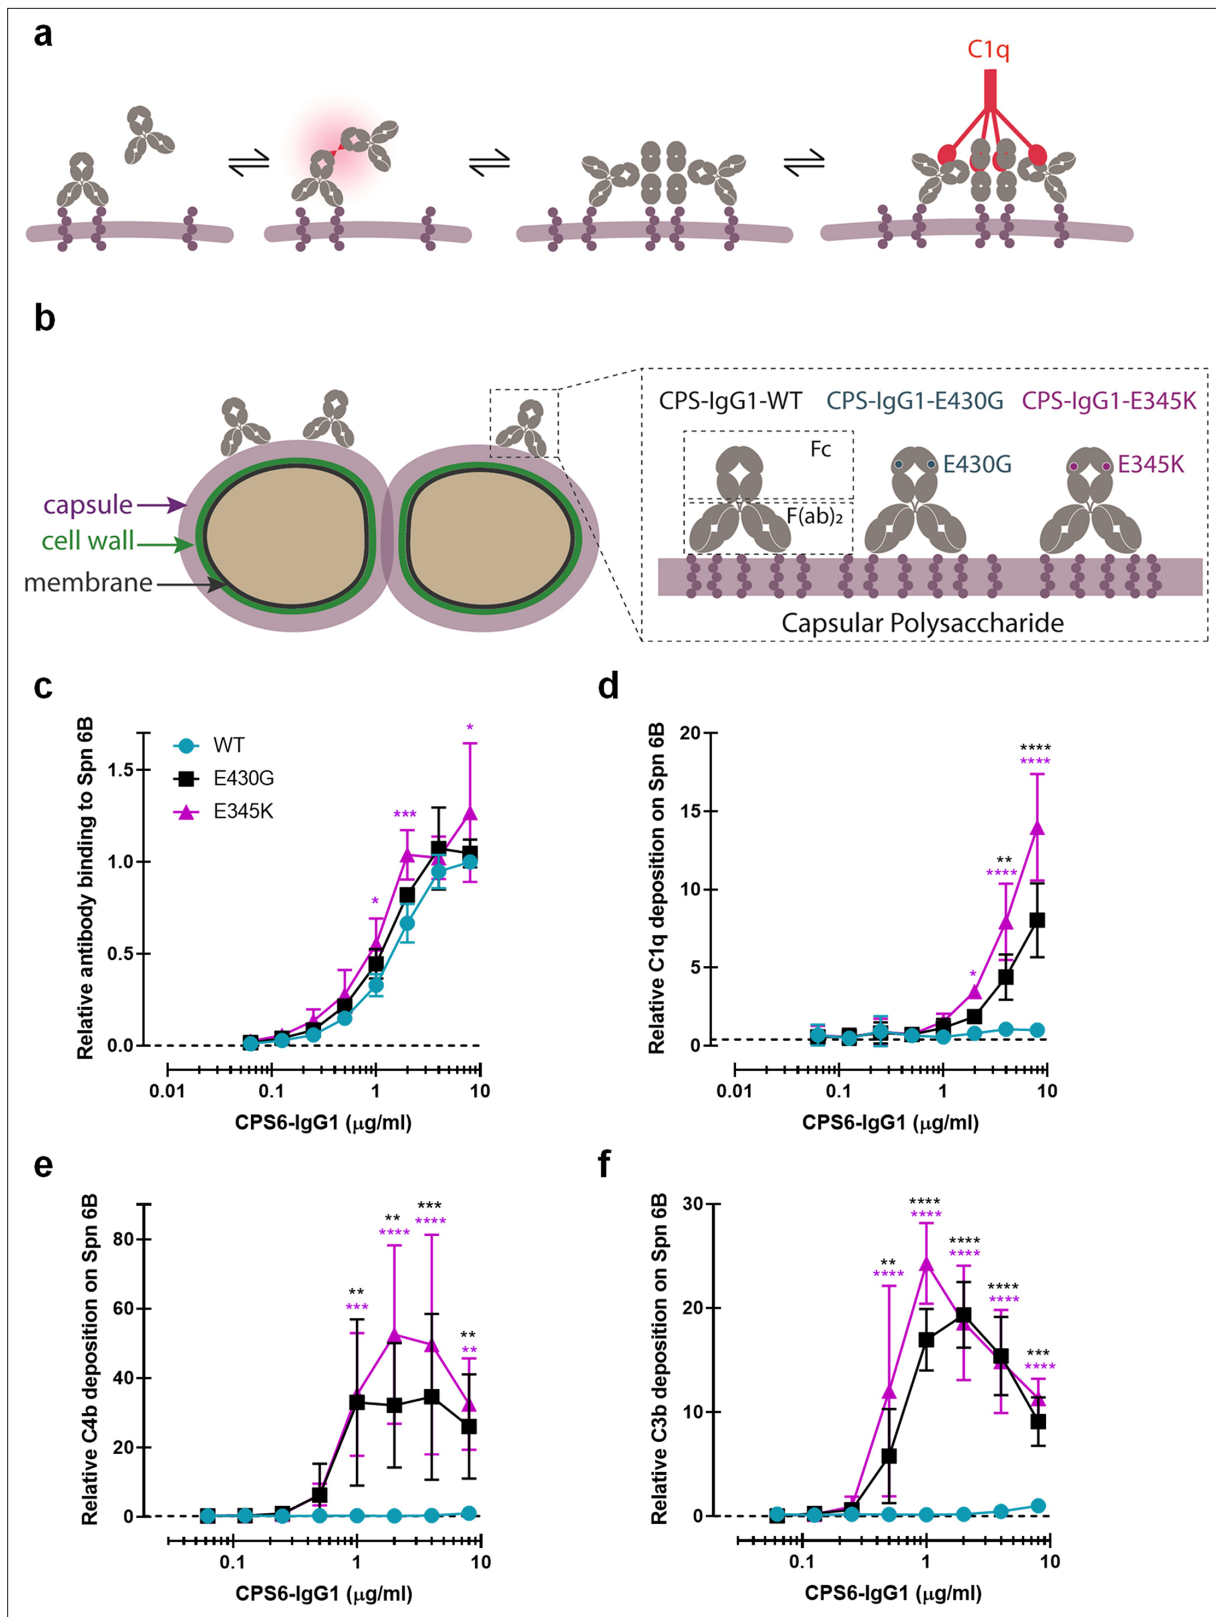 a
C1q
b
CPS-IgG1-WT CPS-IgG1-E430G CPS-IgG1-E345K
Fc
E430G
E345K
F(ab)₂
capsule
cell wall
membrane
Capsular Polysaccharide
c
Relative antibody binding to Spn 6B
WT
E430G
E345K
1.5
1.0
0.5
0.0
*
***
*
0.01 0.1 1 10
CPS6-IgG1 (µg/ml)
d
Relative C1q deposition on Spn 6B
20
15
10
5
0
****
****
**
****
*
0.01 0.1 1 10
CPS6-IgG1 (µg/ml)
e
Relative C4b deposition on Spn 6B
80
60
40
20
0
**
***
**
****
***
****
**
**
0.1 1 10
CPS6-IgG1 (µg/ml)
f
Relative C3b deposition on Spn 6B
30
20
10
0
**
****
****
****
****
****
****
****
***
****
0.1 1 10
CPS6-IgG1 (µg/ml)